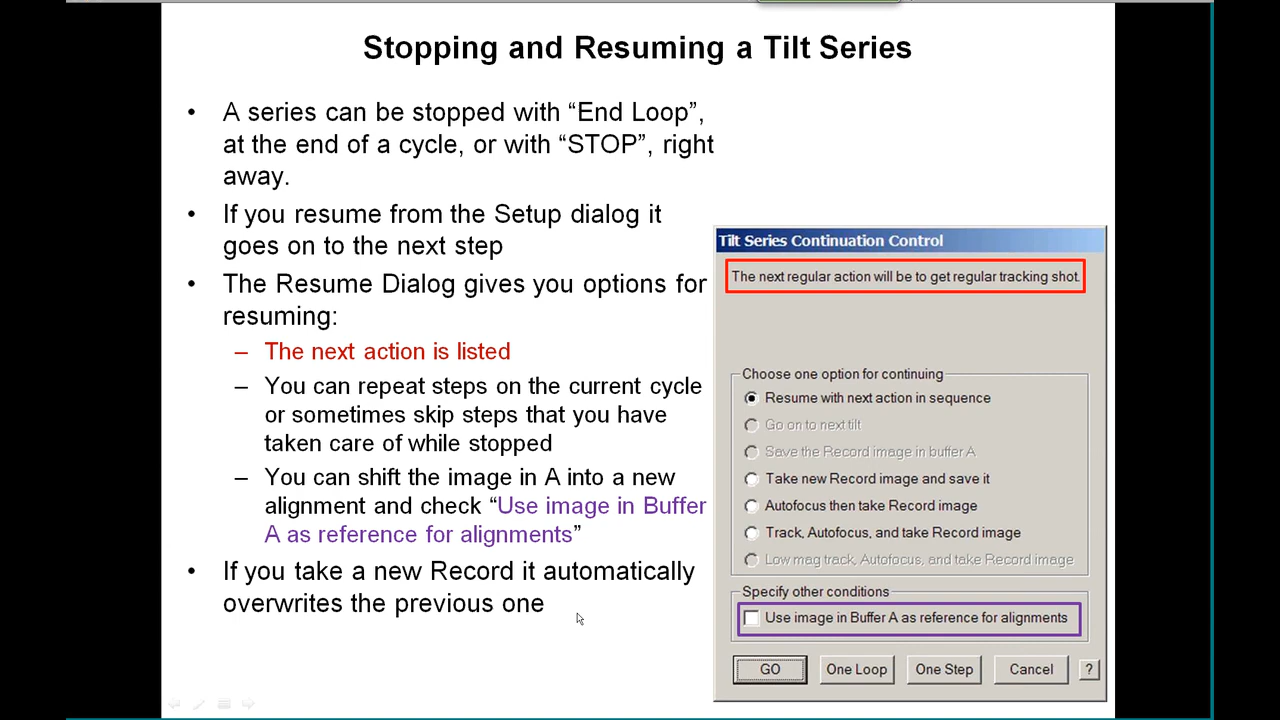 Stopping and Resuming a Tilt Series
• A series can be stopped with “End Loop”,
at the end of a cycle, or with “STOP”, right
away.
• If you resume from the Setup dialog it
goes on to the next step
• The Resume Dialog gives you options for
resuming:
– The next action is listed
– You can repeat steps on the current cycle
or sometimes skip steps that you have
taken care of while stopped
– You can shift the image in A into a new
alignment and check “Use image in Buffer
A as reference for alignments”
• If you take a new Record it automatically
overwrites the previous one
Tilt Series Continuation Control
The next regular action will be to get regular tracking shot.
Choose one option for continuing
Resume with next action in sequence
Go on to next tilt
Save the Record image in buffer A
Take new Record image and save it
Autofocus then take Record image
Track, Autofocus, and take Record image
Low mag track, Autofocus, and take Record image
Specify other conditions
Use image in Buffer A as reference for alignments
GO One Loop One Step Cancel ?